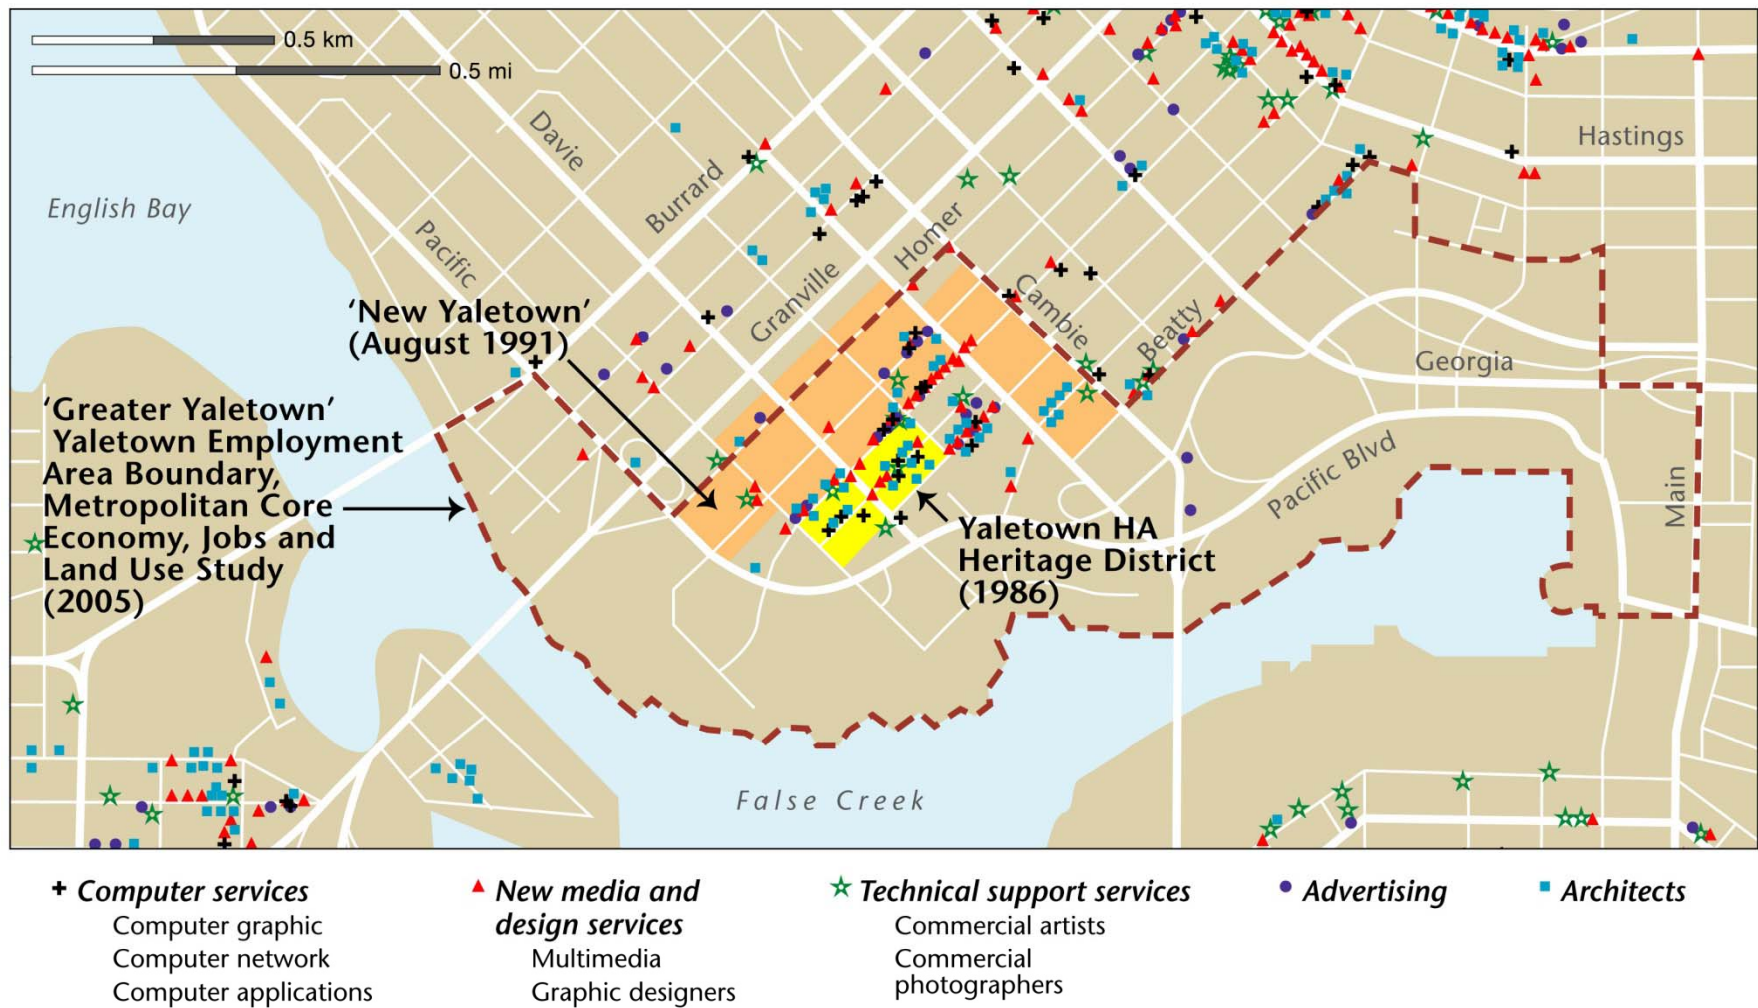 0.5 km
0.5 mi
English Bay
Davie
Burrard
Pacific
Granville
Homer
Cambie
Beatty
Hastings
Georgia
Pacific Blvd
Main
False Creek
‘New Yaletown’
(August 1991)
‘Greater Yaletown’
Yaletown Employment
Area Boundary,
Metropolitan Core
Economy, Jobs and
Land Use Study
(2005)
Yaletown HA
Heritage District
(1986)
Computer services
Computer graphic
Computer network
Computer applications
New media and
design services
Multimedia
Graphic designers
Technical support services
Commercial artists
Commercial
photographers
Advertising
Architects